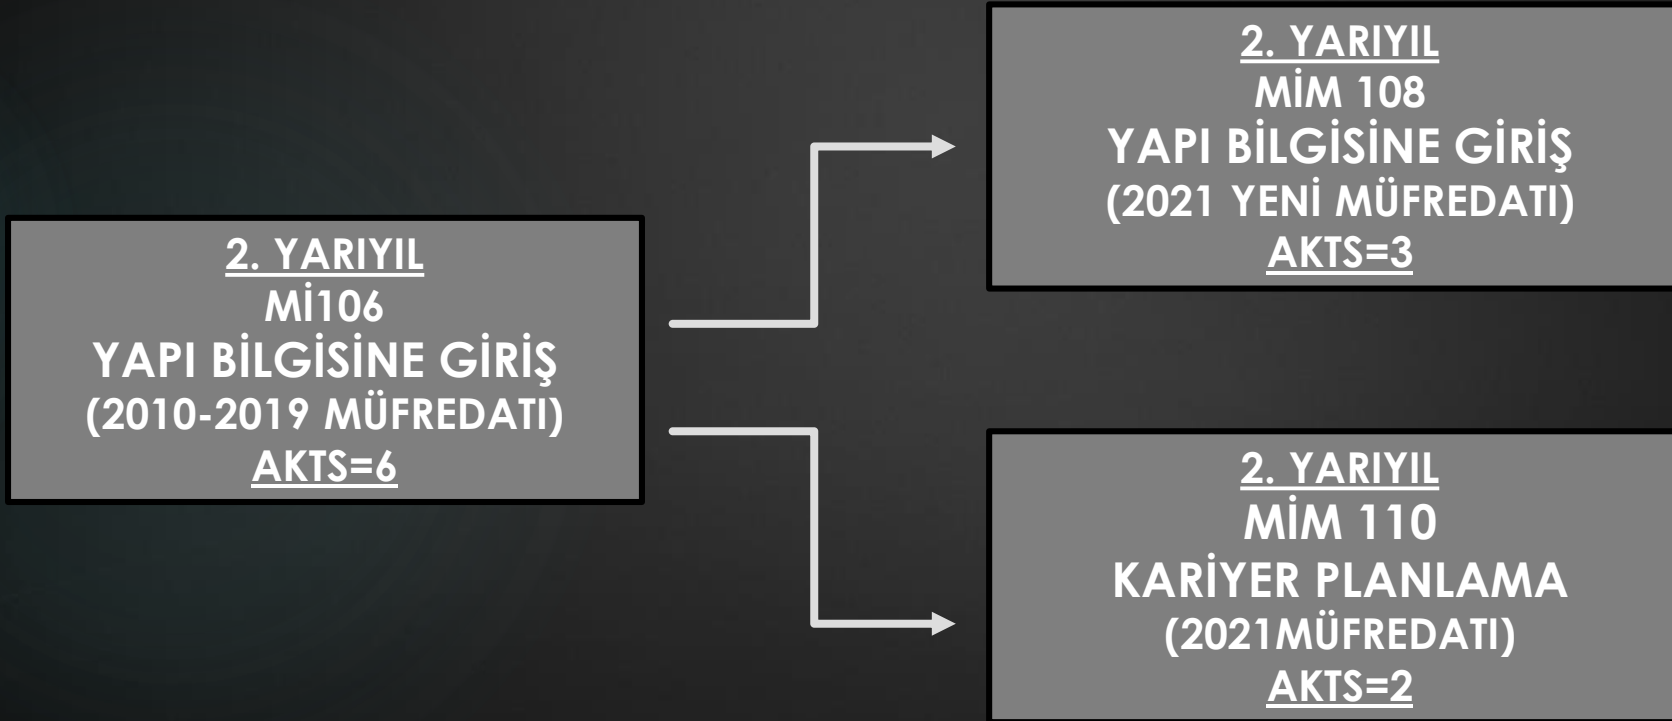 2. YARIYIL
Mİ106
YAPI BİLGİSİNE GİRİŞ
(2010-2019 MÜFREDATI)
AKTS=6
2. YARIYIL
MİM 108
YAPI BİLGİSİNE GİRİŞ
(2021 YENİ MÜFREDATI)
AKTS=3
2. YARIYIL
MİM 110
KARİYER PLANLAMA
(2021MÜFREDATI)
AKTS=2